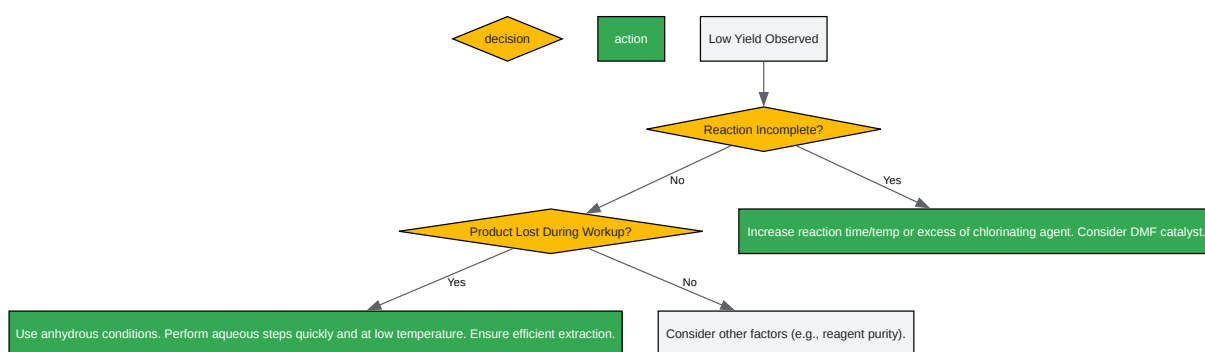 decision
action
Low Yield Observed
Reaction Incomplete?
No
Yes
Product Lost During Workup?
Increase reaction time/temp or excess of chlorinating agent. Consider DMF catalyst.
Yes
No
Use anhydrous conditions. Perform aqueous steps quickly and at low temperature. Ensure efficient extraction.
Consider other factors (e.g., reagent purity).